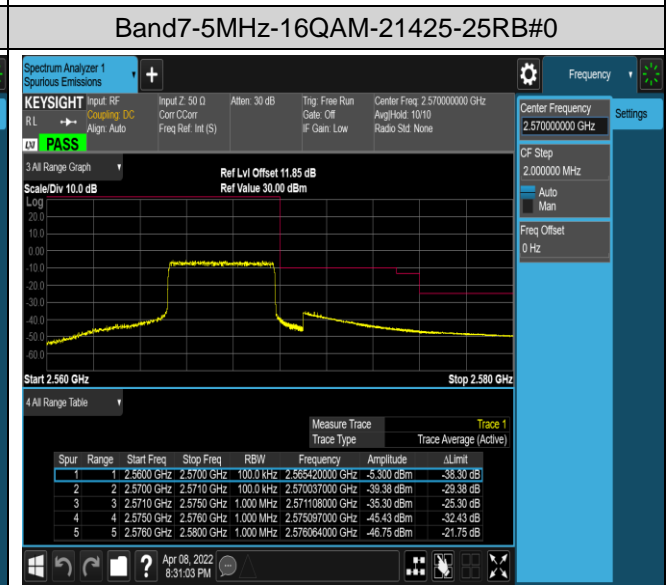 Band7-5MHz-16QAM-21425-25RB#0
Spectrum Analyzer 1
Spurious Emissions
+
Frequency
KEYSIGHT
RL
LXI
PASS
Input: RF
Coupling: DC
Align: Auto
Input Z: 50 Ω
Corr CCorr
Freq Ref: Int (S)
Atten: 30 dB
Trig: Free Run
Gate: Off
IF Gain: Low
Center Freq: 2.570000000 GHz
Avg|Hold: 10/10
Radio Std: None
Center Frequency
2.570000000 GHz
Settings
CF Step
2.000000 MHz
Auto
Man
Freq Offset
0 Hz
3 All Range Graph
Scale/Div 10.0 dB
Ref Lvl Offset 11.85 dB
Ref Value 30.00 dBm
Log
20.0
10.0
0.00
-10.0
-20.0
-30.0
-40.0
-50.0
-60.0
Start 2.560 GHz
Stop 2.580 GHz
4 All Range Table
Measure Trace Trace 1
Trace Type Trace Average (Active)
Spur Range Start Freq Stop Freq RBW Frequency Amplitude ΔLimit
1 1 2.5600 GHz 2.5700 GHz 100.0 kHz 2.565420000 GHz -5.300 dBm -38.30 dB
2 2 2.5700 GHz 2.5710 GHz 100.0 kHz 2.570037000 GHz -39.38 dBm -29.38 dB
3 3 2.5710 GHz 2.5750 GHz 1.000 MHz 2.571108000 GHz -35.30 dBm -25.30 dB
4 4 2.5750 GHz 2.5760 GHz 1.000 MHz 2.575097000 GHz -45.43 dBm -32.43 dB
5 5 2.5760 GHz 2.5800 GHz 1.000 MHz 2.576064000 GHz -46.75 dBm -21.75 dB
?
Apr 08, 2022
8:31:03 PM